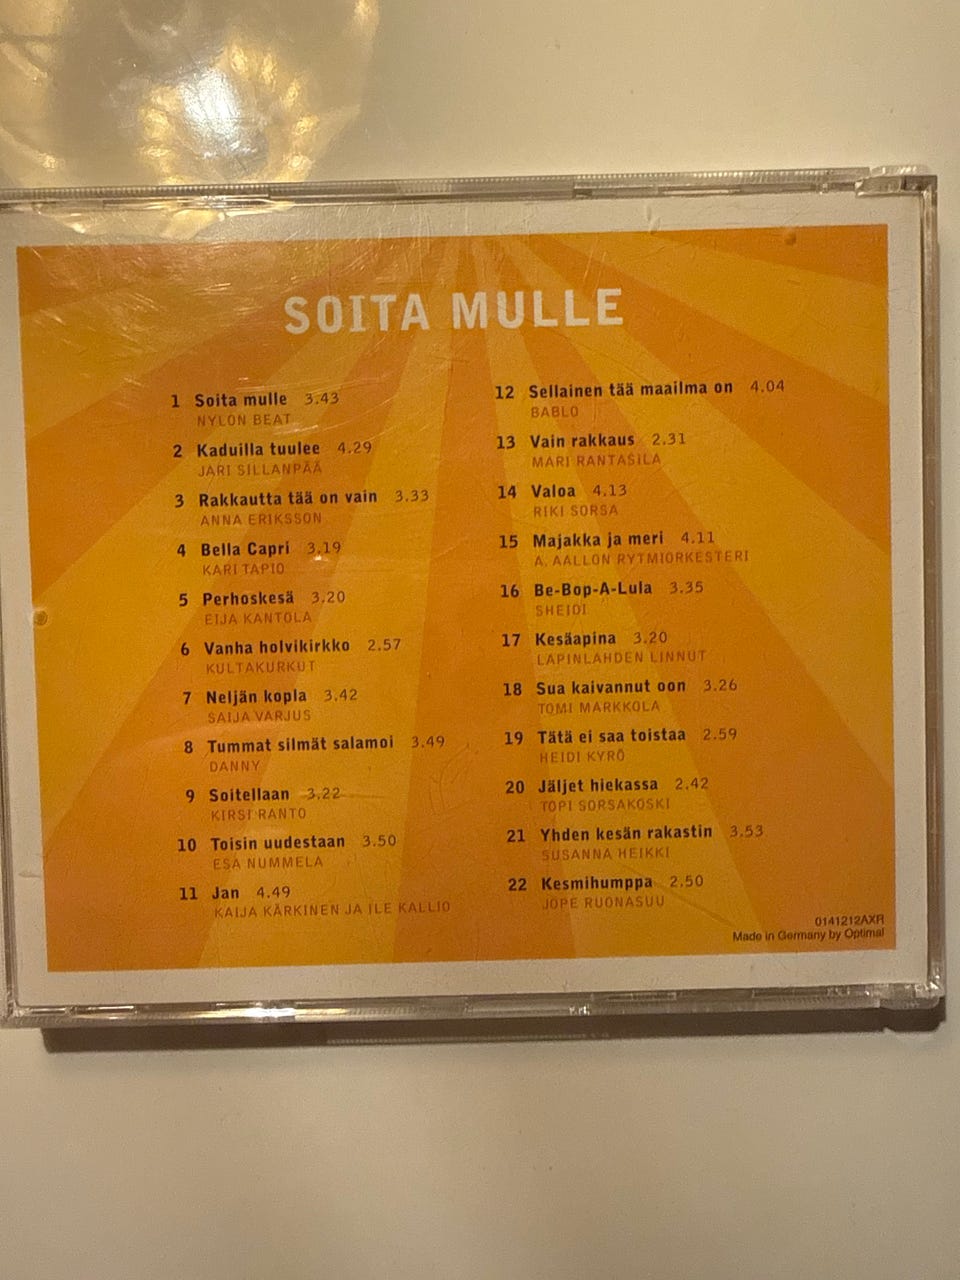 SOITA MULLE
1 Soita mulle 3.43
NYLON BEAT
2 Kaduilla tuulee 4.29
JARI SILLANPÄÄ
3 Rakkautta tää on vain 3.33
ANNA ERIKSSON
4 Bella Capri 3.19
KARI TAPIO
5 Perhoskesä 3.20
EIJA KANTOLA
6 Vanha holvikirkko 2.57
KULTAKURKUT
7 Neljän kopla 3.42
SAIJA VARJUS
8 Tummat silmät salamoi 3.49
DANNY
9 Soitellaan 3.22
KIRSI RANTO
10 Toisin uudestaan 3.50
ESA NUMMELA
11 Jan 4.49
KAIJA KÄRKINEN JA ILE KALLIO
12 Sellainen tää maailma on 4.04
BABLO
13 Vain rakkaus 2.31
MARI RANTASILA
14 Valoa 4.13
RIKI SORSA
15 Majakka ja meri 4.11
A. AALLON RYTMIORKESTERI
16 Be-Bop-A-Lula 3.35
SHEIDI
17 Kesäapina 3.20
LAPINLAHDEN LINNUT
18 Sua kaivannut oon 3.26
TOMI MARKKOLA
19 Tätä ei saa toistaa 2.59
HEIDI KYRÖ
20 Jäljet hiekassa 2.42
TOPI SORSAKOSKI
21 Yhden kesän rakastin 3.53
SUSANNA HEIKKI
22 Kesmihumppa 2.50
JOPE RUONASUU
0141212AXR
Made in Germany by Optimal